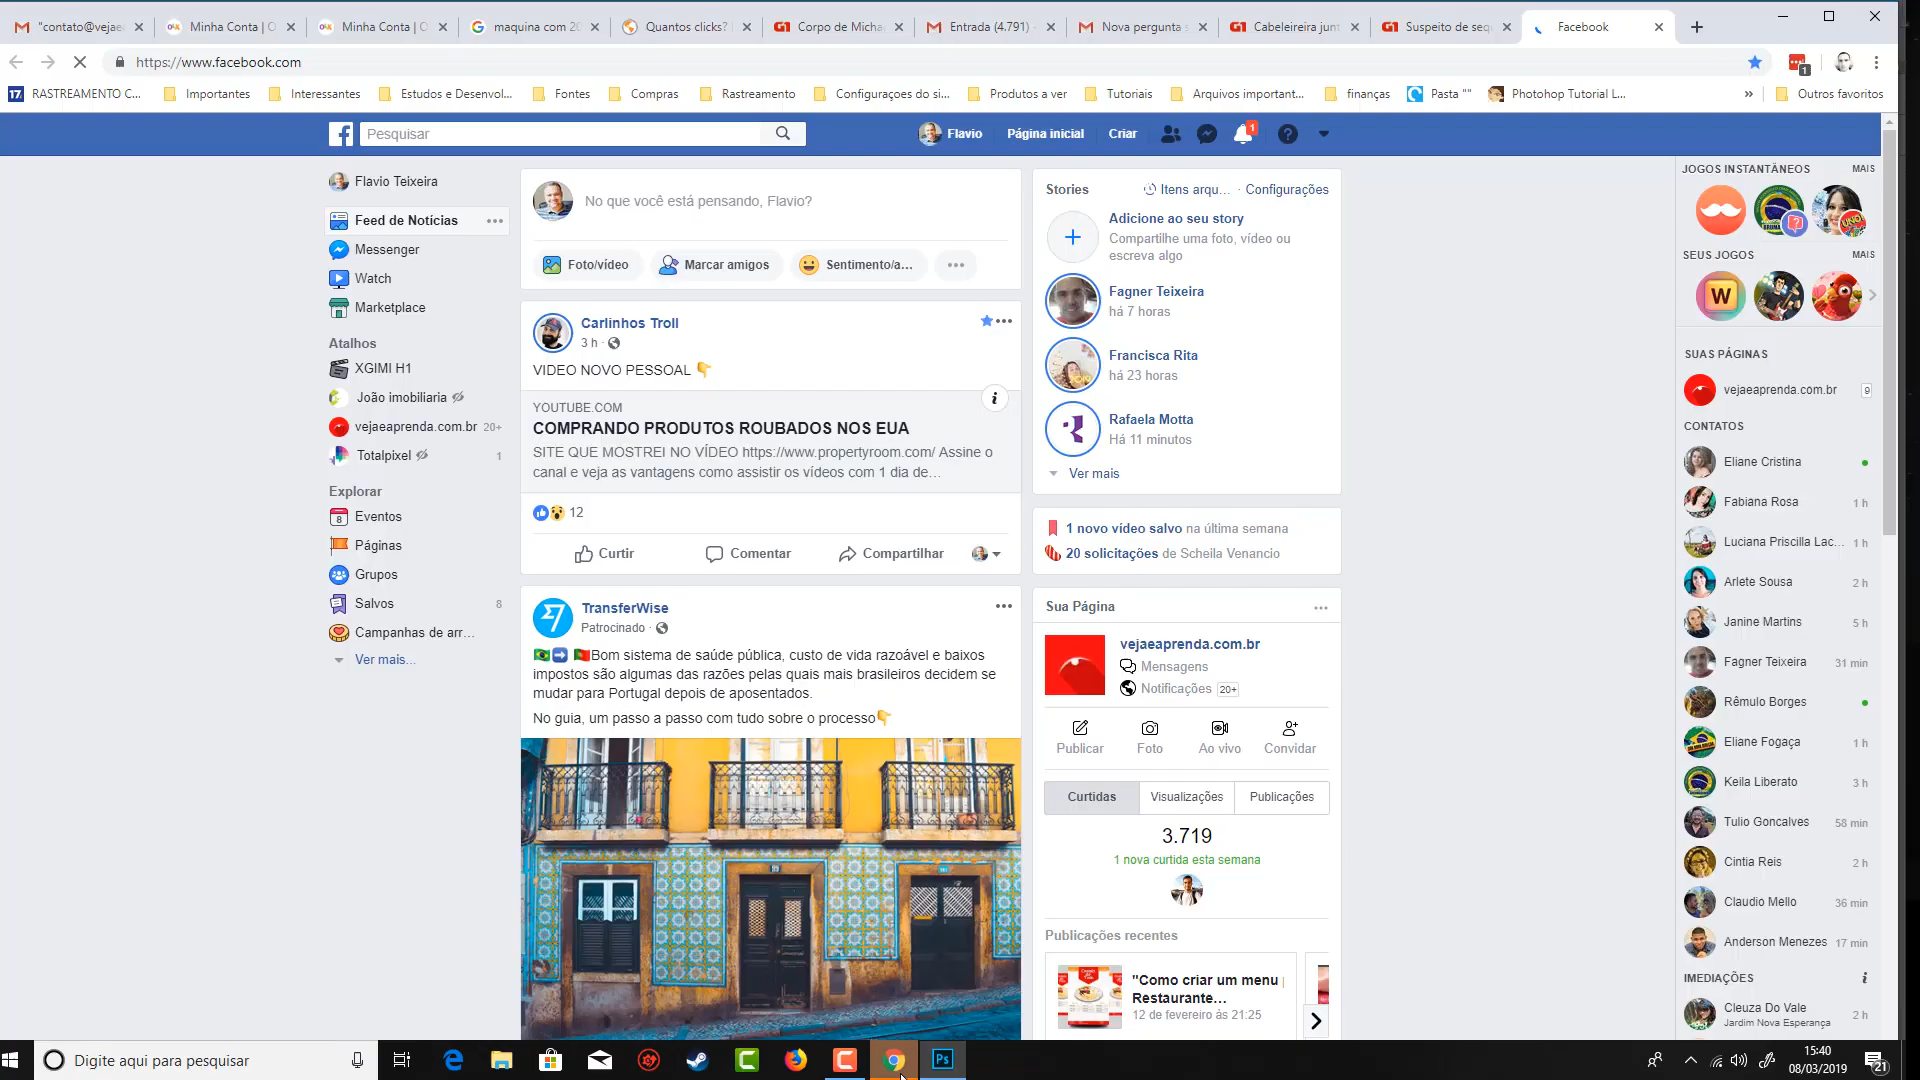 "contato@vejae
Minha Conta | O
Minha Conta | O
maquina com 20
Quantos clicks?
Corpo de Micha
Entrada (4.791)
Nova pergunta s
Cabeleireira junt
Suspeito de sequ
Facebook
https://www.facebook.com
1
17. RASTREAMENTO C...
Importantes
Interessantes
Estudos e Desenvol...
Fontes
Compras
Rastreamento
Configuraçoes do si...
Produtos a ver
Tutoriais
Arquivos important...
finanças
Pasta ""
Photohop Tutorial L...
»
Outros favoritos
Pesquisar
Flavio
Página inicial
Criar
1
Flavio Teixeira
Feed de Notícias
Messenger
Watch
Marketplace
Atalhos
XGIMI H1
João imobiliaria
vejaeaprenda.com.br 20+
Totalpixel 1
Explorar
8 Eventos
Páginas
Grupos
Salvos 8
Campanhas de arr...
Ver mais...
No que você está pensando, Flavio?
Foto/vídeo
Marcar amigos
Sentimento/a...
Carlinhos Troll
3 h ·
VIDEO NOVO PESSOAL 👇
YOUTUBE.COM
COMPRANDO PRODUTOS ROUBADOS NOS EUA
SITE QUE MOSTREI NO VÍDEO https://www.propertyroom.com/ Assine o
canal e veja as vantagens como assistir os vídeos com 1 dia de...
12
Curtir
Comentar
Compartilhar
TransferWise
Patrocinado ·
🇧🇷➡️ 🇵🇹Bom sistema de saúde pública, custo de vida razoável e baixos
impostos são algumas das razões pelas quais mais brasileiros decidem se
mudar para Portugal depois de aposentados.
No guia, um passo a passo com tudo sobre o processo👇
Stories
Itens arqu... · Configurações
Adicione ao seu story
Compartilhe uma foto, vídeo ou
escreva algo
Fagner Teixeira
há 7 horas
Francisca Rita
há 23 horas
Rafaela Motta
Há 11 minutos
Ver mais
1 novo vídeo salvo na última semana
20 solicitações de Scheila Venancio
Sua Página
vejaeaprenda.com.br
Mensagens
Notificações 20+
Publicar
Foto
Ao vivo
Convidar
Curtidas
Visualizações
Publicações
3.719
1 nova curtida esta semana
Publicações recentes
"Como criar um menu
Restaurante...
12 de fevereiro às 21:25
JOGOS INSTANTÂNEOS MAIS
UNO
SEUS JOGOS MAIS
W
SUAS PÁGINAS
vejaeaprenda.com.br 9
CONTATOS
Eliane Cristina
Fabiana Rosa 1 h
Luciana Priscilla Lac... 1 h
Arlete Sousa 2 h
Janine Martins 5 h
Fagner Teixeira 31 min
Rêmulo Borges
Eliane Fogaça 1 h
Keila Liberato 3 h
Tulio Goncalves 58 min
Cintia Reis 2 h
Claudio Mello 36 min
Anderson Menezes 17 min
IMEDIAÇÕES
Cleuza Do Vale 2 h
Jardim Nova Esperança
Digite aqui para pesquisar
Ps
15:40
08/03/2019
21